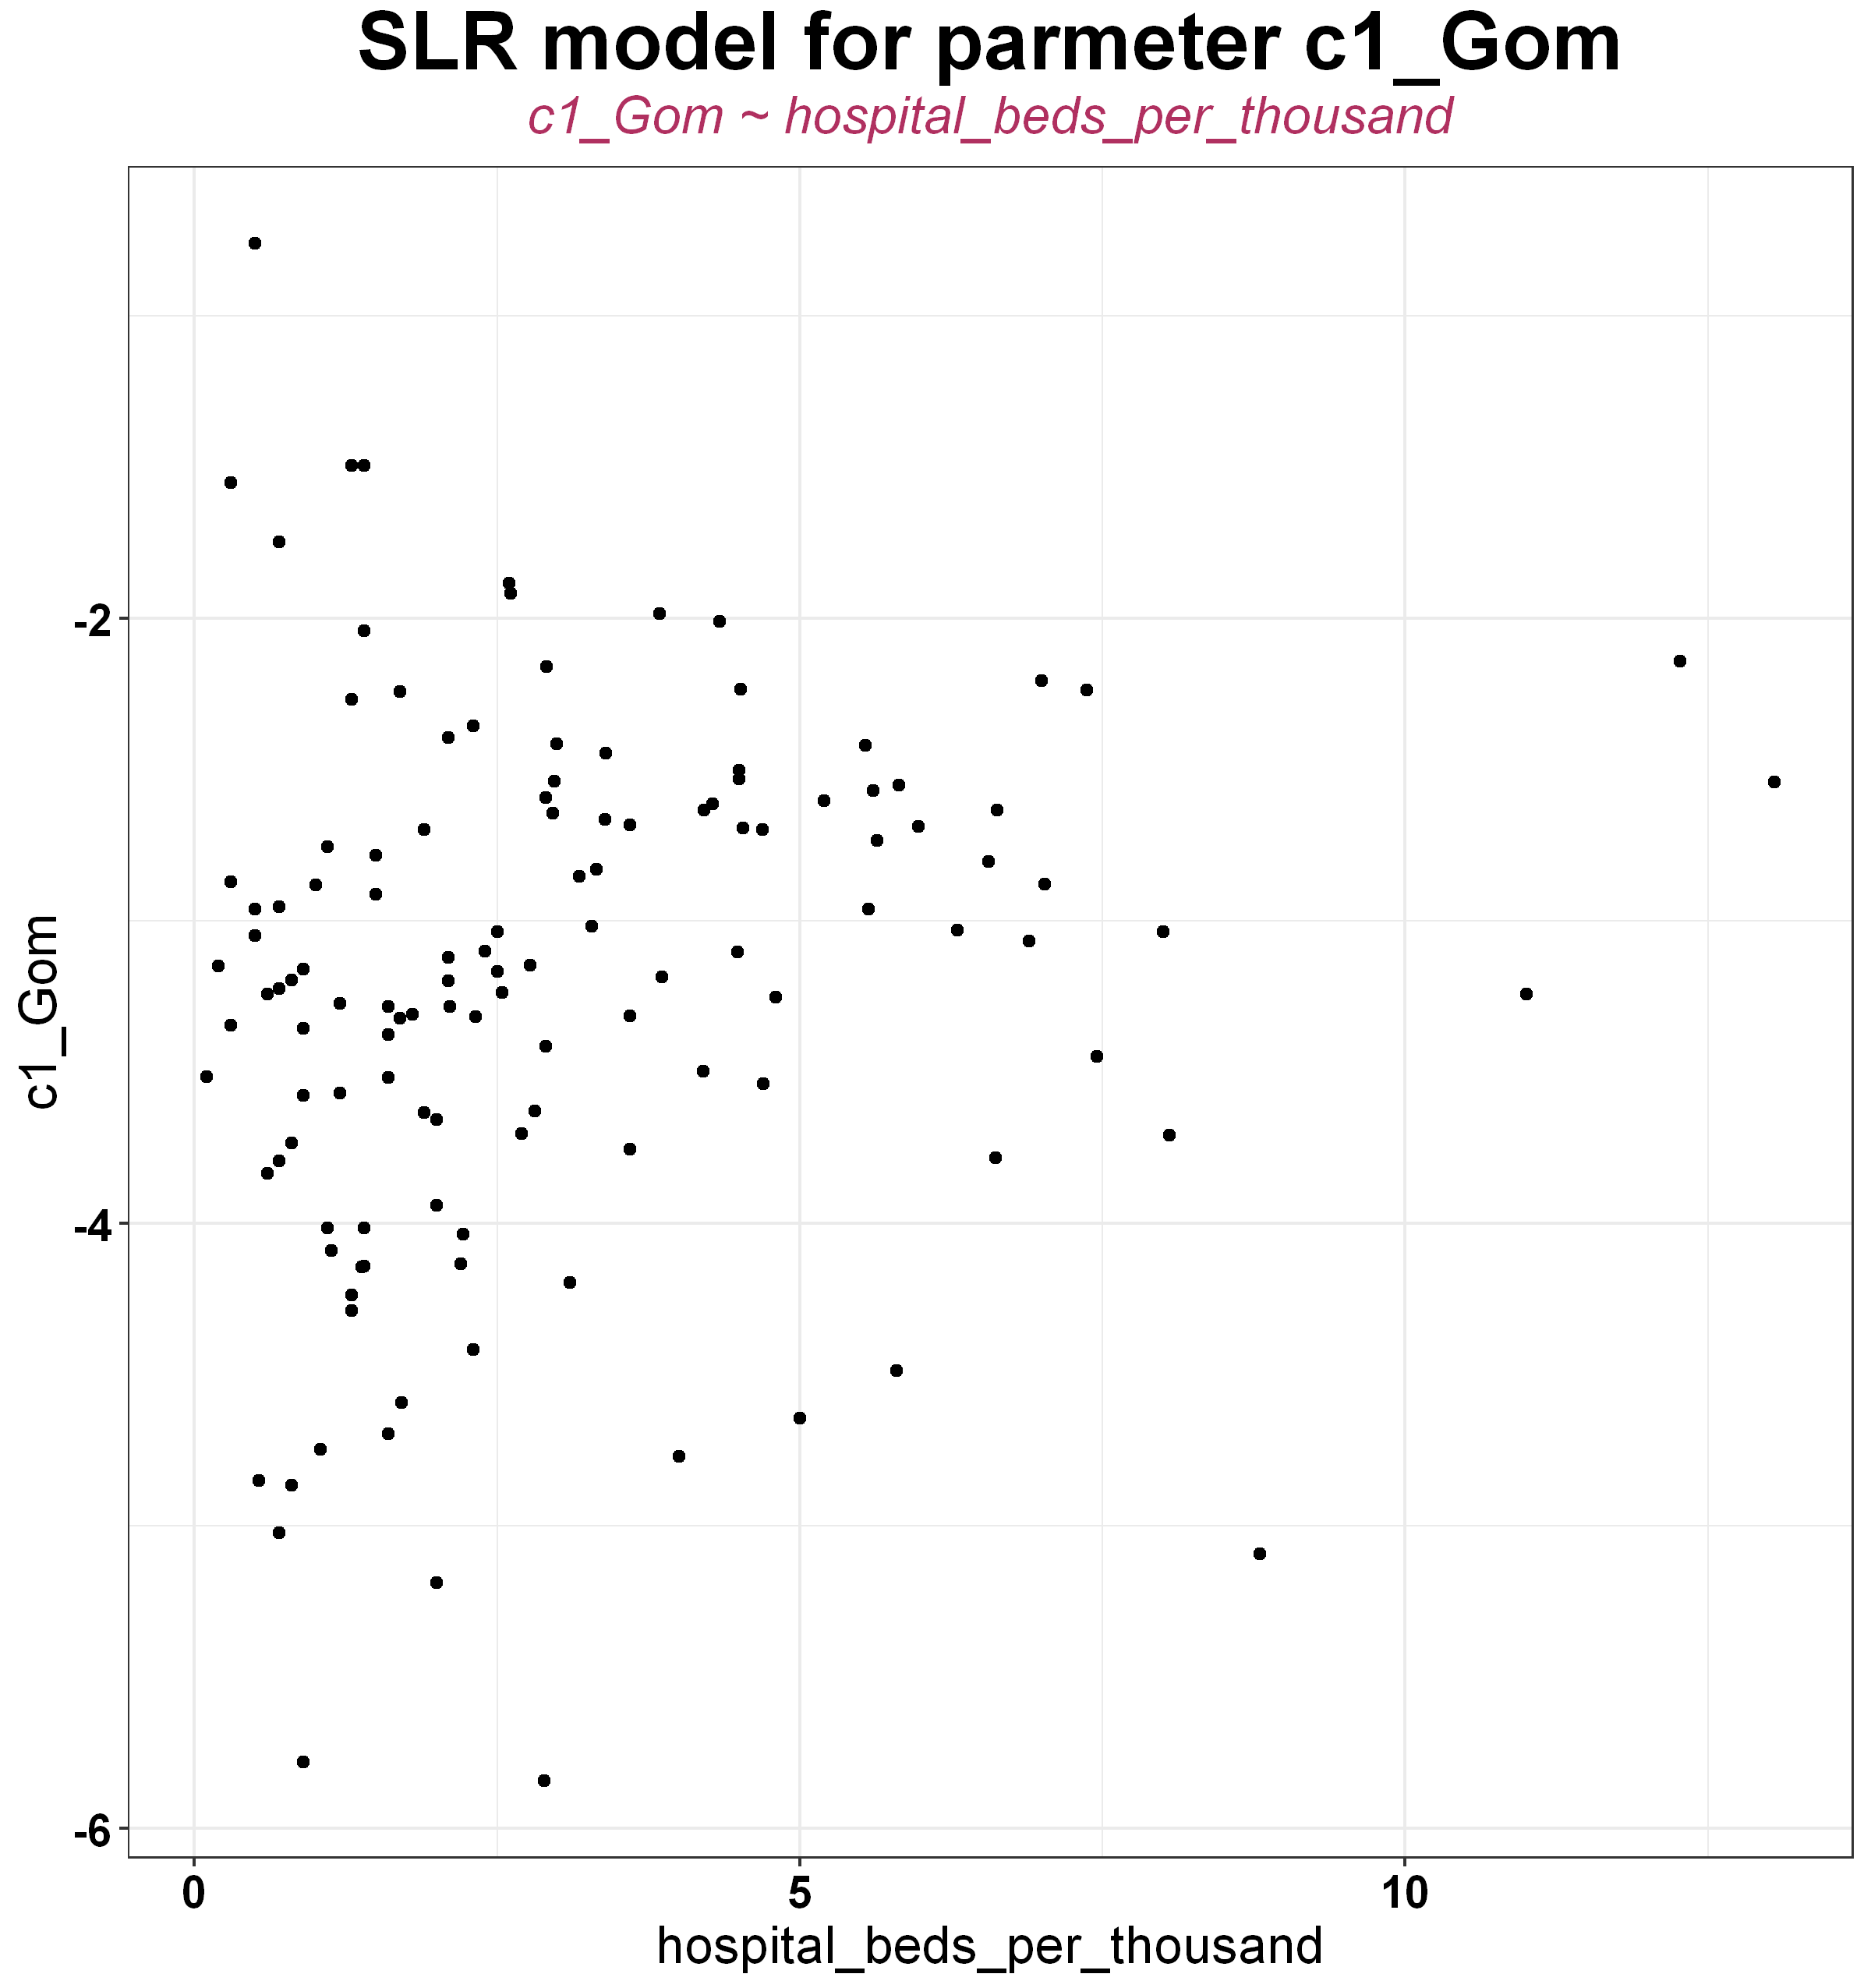 SLR model for parmeter c1_Gom
c1_Gom ~ hospital_beds_per_thousand
c1_Gom
-2
-4
-6
0 5 10
hospital_beds_per_thousand